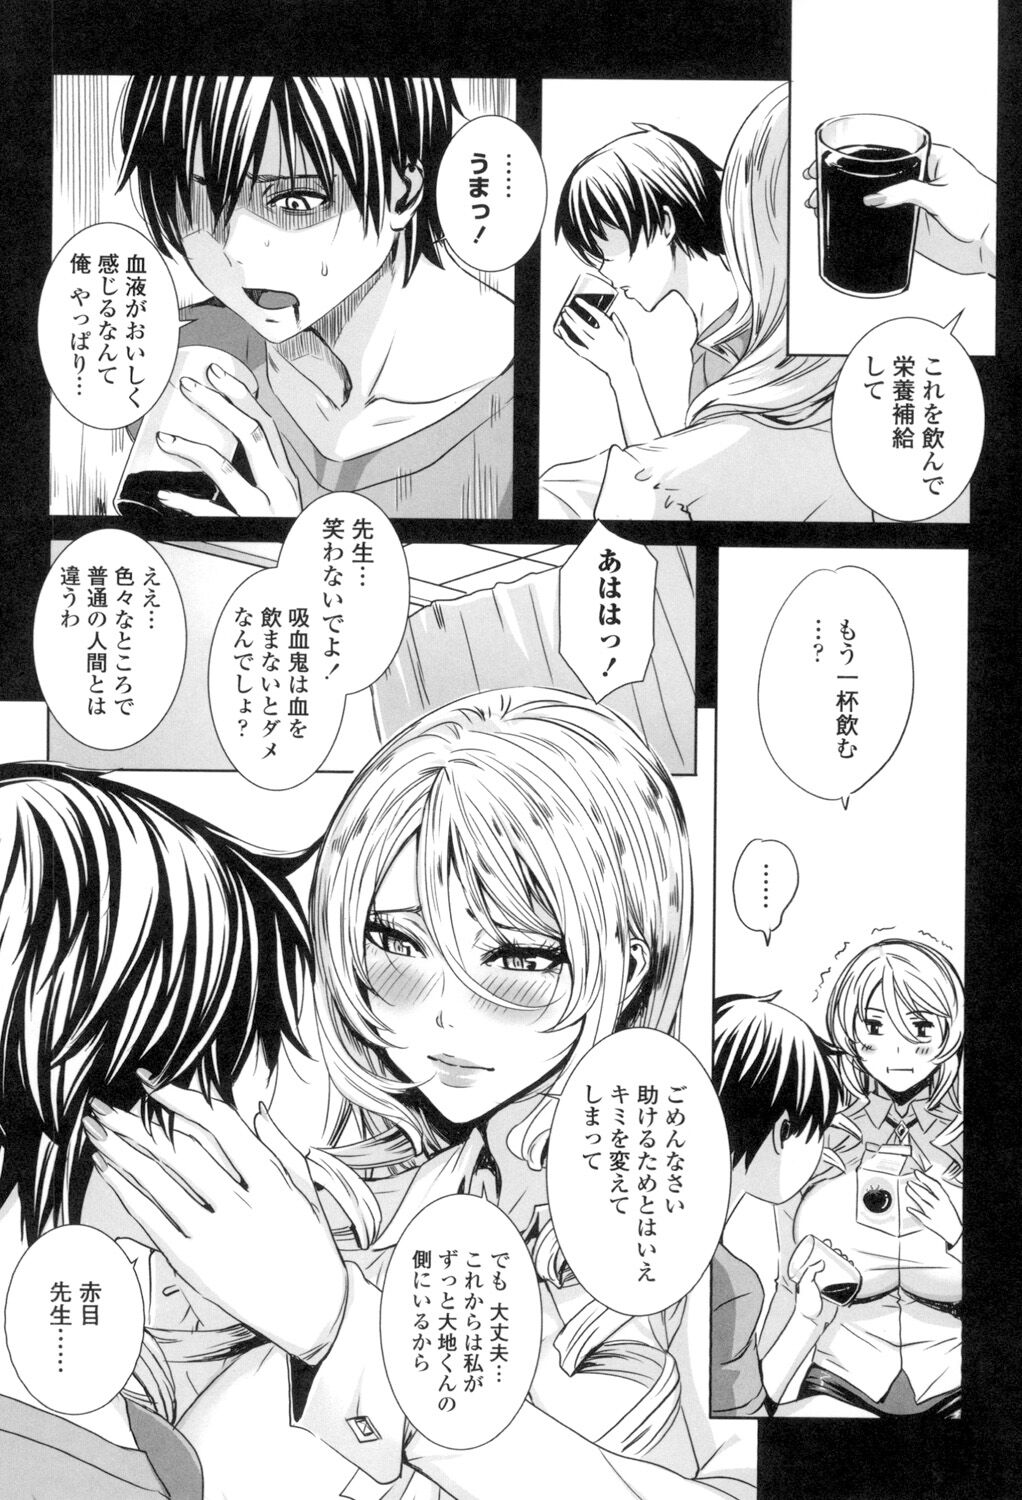 これを飲んで
栄養補給
して
……
うまっ！
血液がおいしく
感じるなんて
俺 やっぱり…
もう一杯飲む
…？
……
あははっ！
先生…
笑わないでよ！
吸血鬼は血を
飲まないとダメ
なんでしょ？
ええ…
色々なところで
普通の人間とは
違うわ
ごめんなさい
助けるためとはいえ
キミを変えて
しまって
でも 大丈夫…
これからは私が
ずっと大地くんの
側にいるから
赤目
先生……